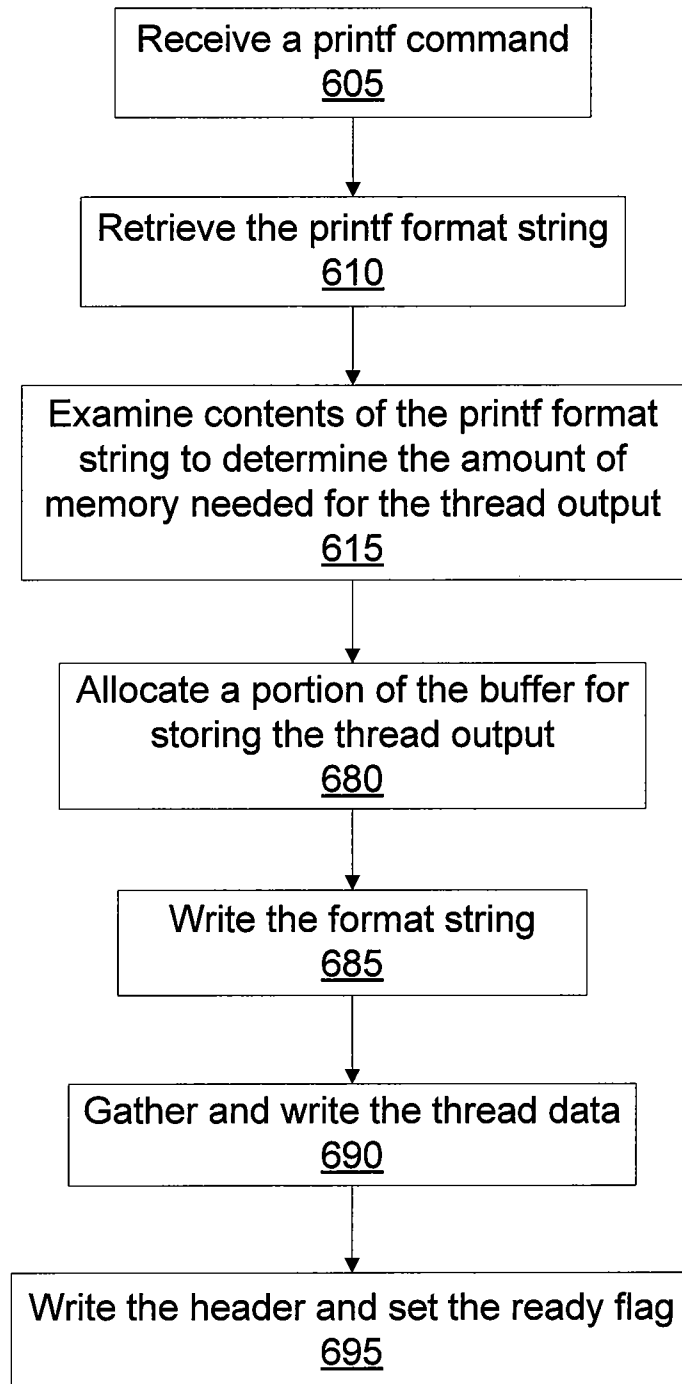 Receive a printf command
605
Retrieve the printf format string
610
Examine contents of the printf format
string to determine the amount of
memory needed for the thread output
615
Allocate a portion of the buffer for
storing the thread output
680
Write the format string
685
Gather and write the thread data
690
Write the header and set the ready flag
695